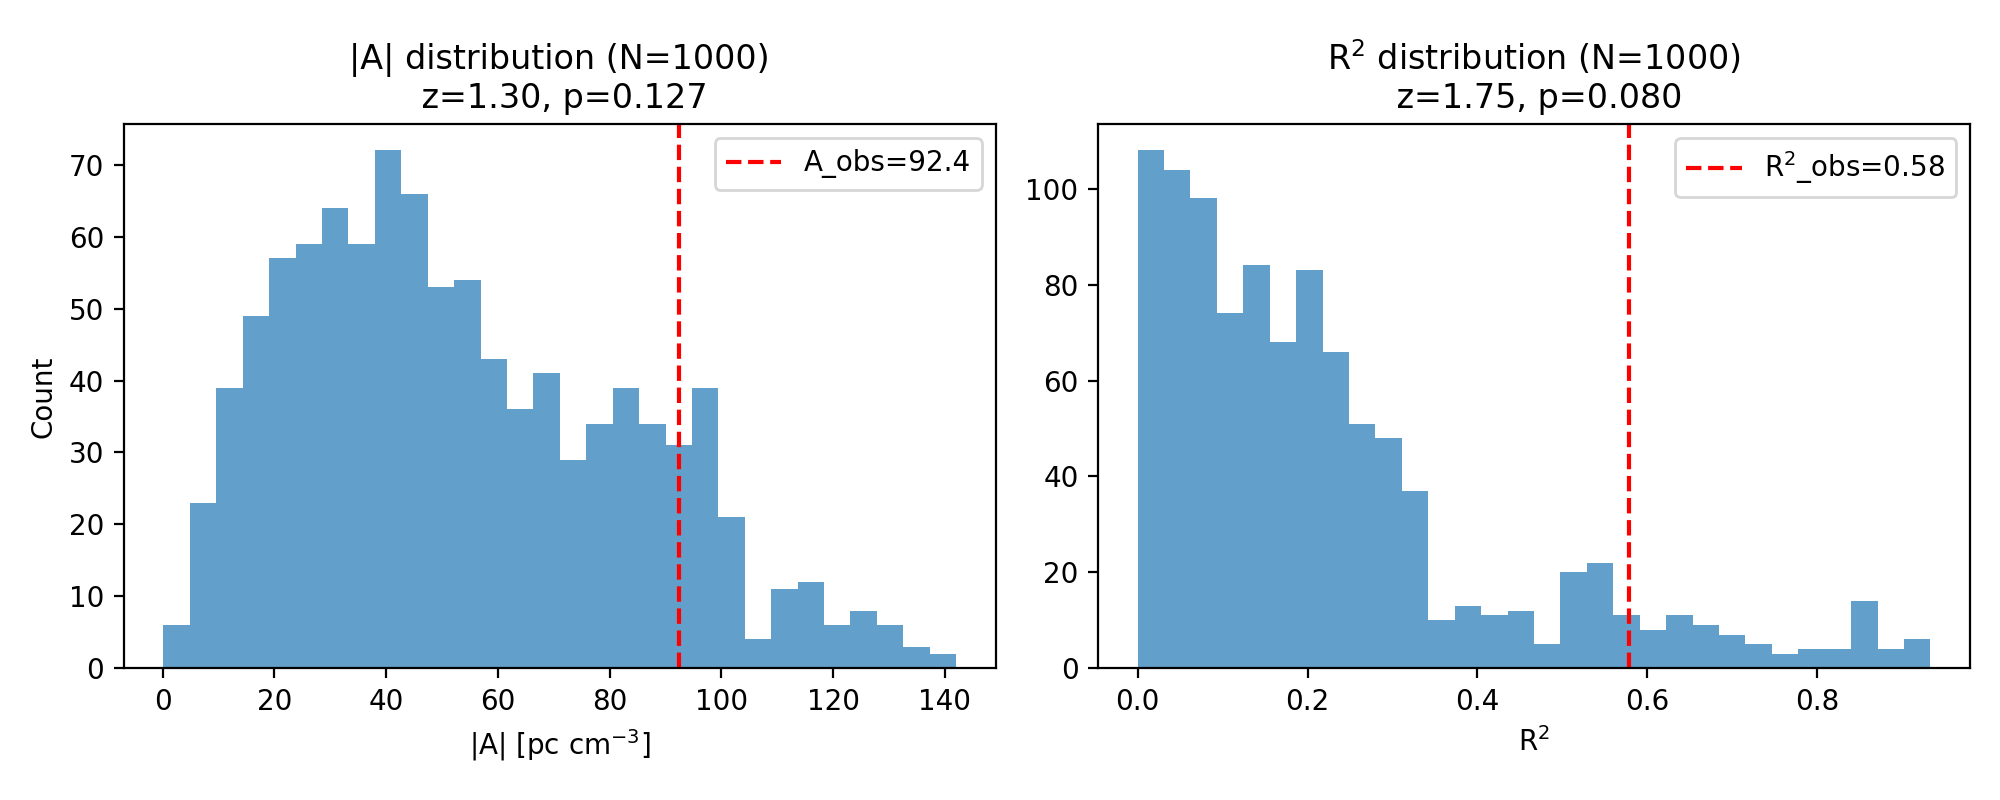 |A| distribution (N=1000)
z=1.30, p=0.127
A_obs=92.4
Count
70
60
50
40
30
20
10
0
0 20 40 60 80 100 120 140
|A| [pc cm⁻³]
R² distribution (N=1000)
z=1.75, p=0.080
R²_obs=0.58
100
80
60
40
20
0
0.0 0.2 0.4 0.6 0.8
R²